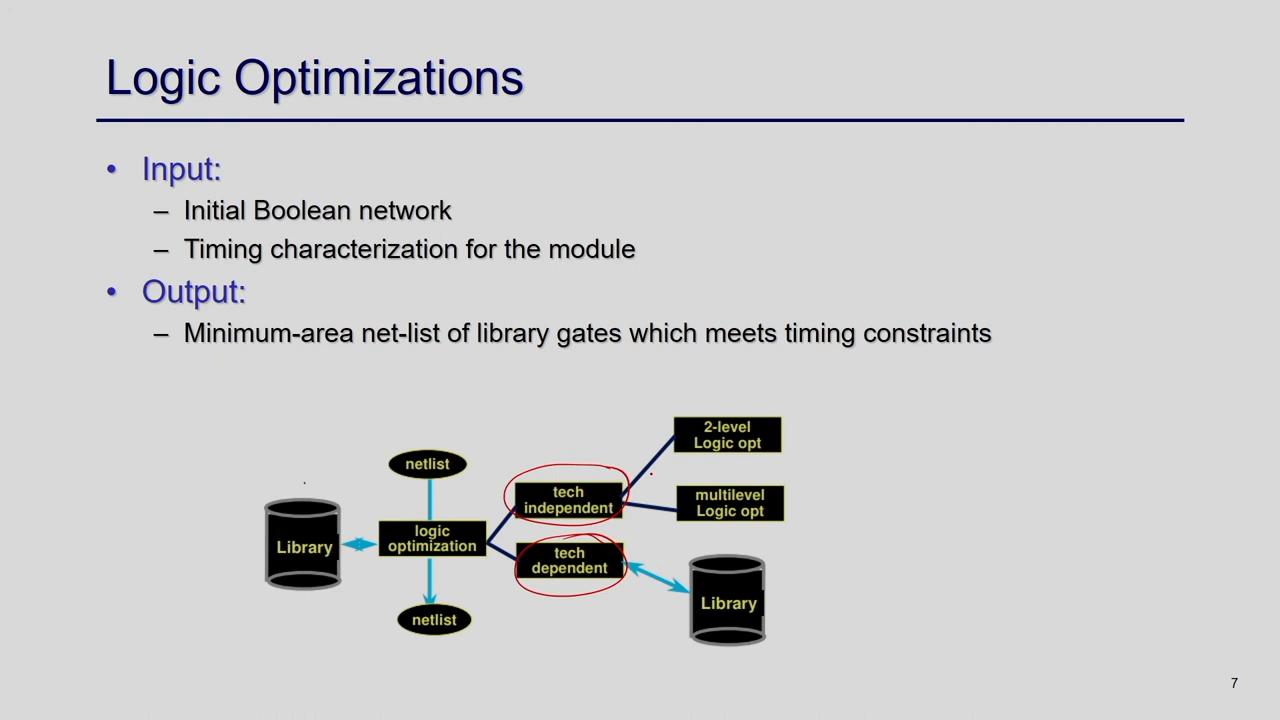 Logic Optimizations
• Input:
– Initial Boolean network
– Timing characterization for the module
• Output:
– Minimum-area net-list of library gates which meets timing constraints
2-level
Logic opt
netlist
tech
independent
multilevel
Logic opt
Library
logic
optimization
tech
dependent
Library
netlist
7